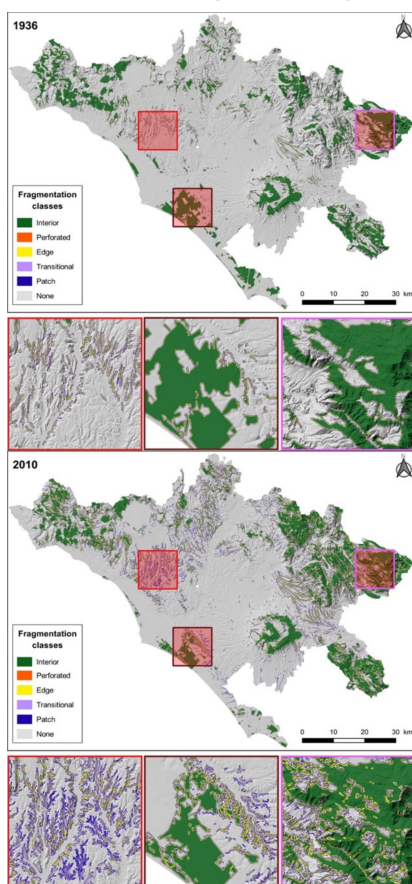 1936
N
Fragmentation
classes
Interior
Perforated
Edge
Transitional
Patch
None
0 10 20 30
km
2010
N
Fragmentation
classes
Interior
Perforated
Edge
Transitional
Patch
None
0 10 20 30
km